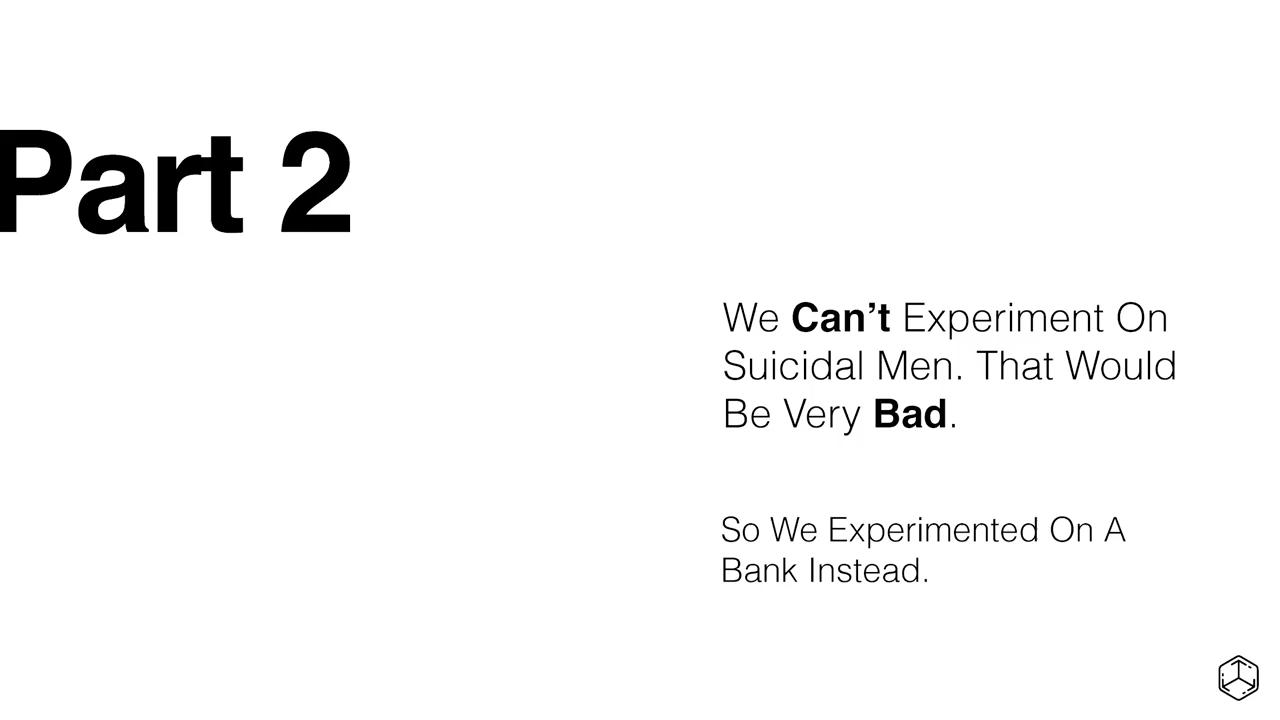 Part 2
We Can’t Experiment On
Suicidal Men. That Would
Be Very Bad.
So We Experimented On A
Bank Instead.